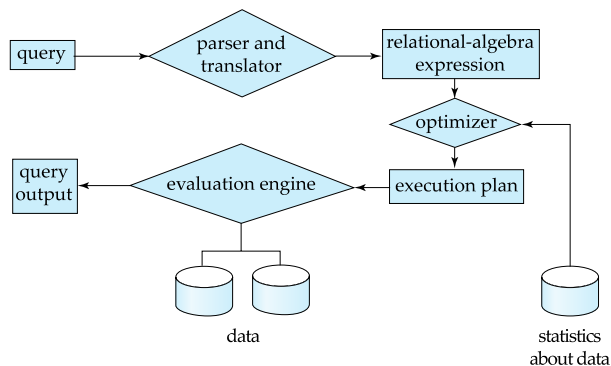 query
parser and
translator
relational-algebra
expression
optimizer
query
output
evaluation engine
execution plan
data
statistics
about data